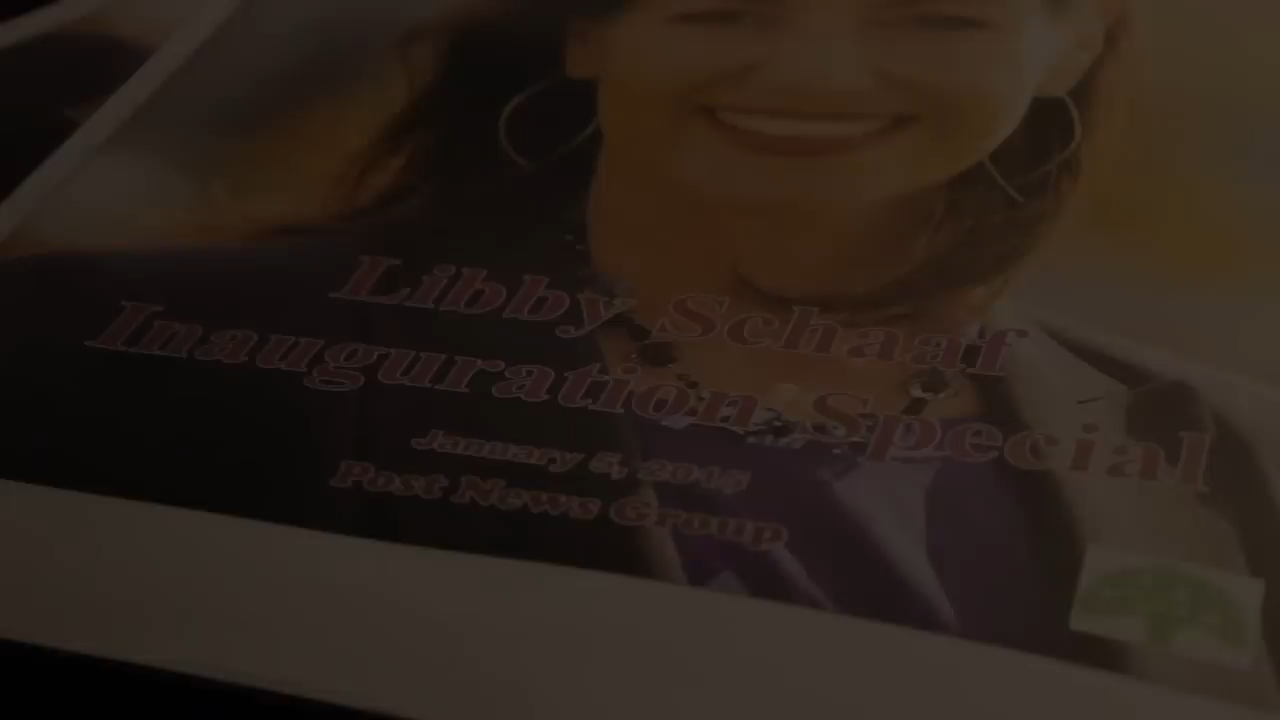 Libby Schaaf
Inauguration Special
January 5, 2015
Post News Group